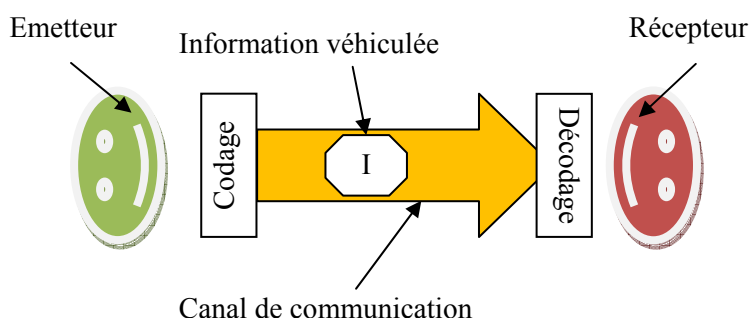 Emetteur
Information véhiculée
Récepteur
Codage
I
Décodage
Canal de communication